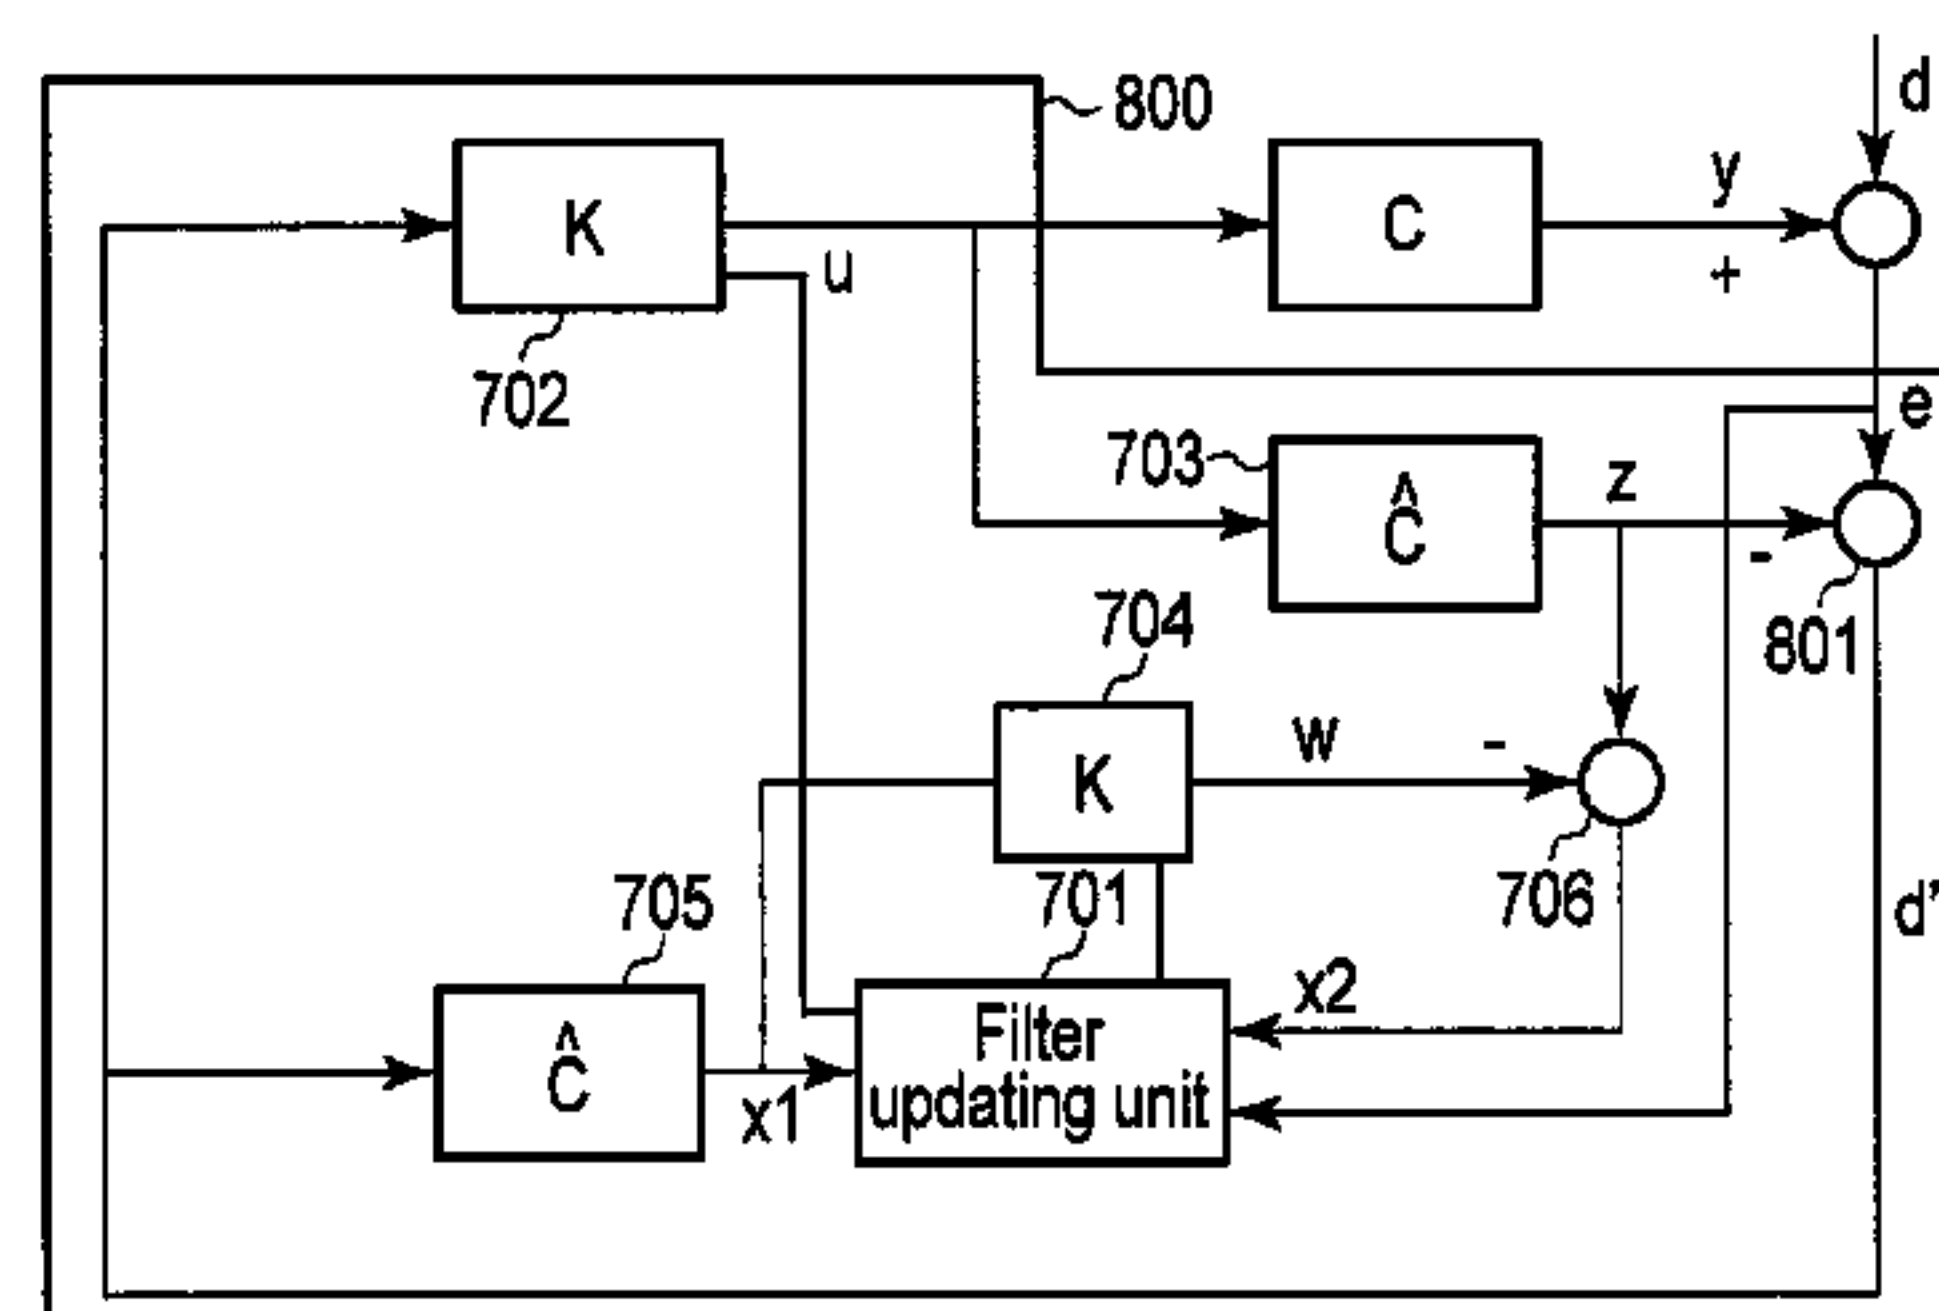 800
d
K
u
C
y
+
702
e
703
Ĉ
z
-
801
704
K
w
-
706
705
701
d'
Ĉ
x1
Filter
updating unit
x2